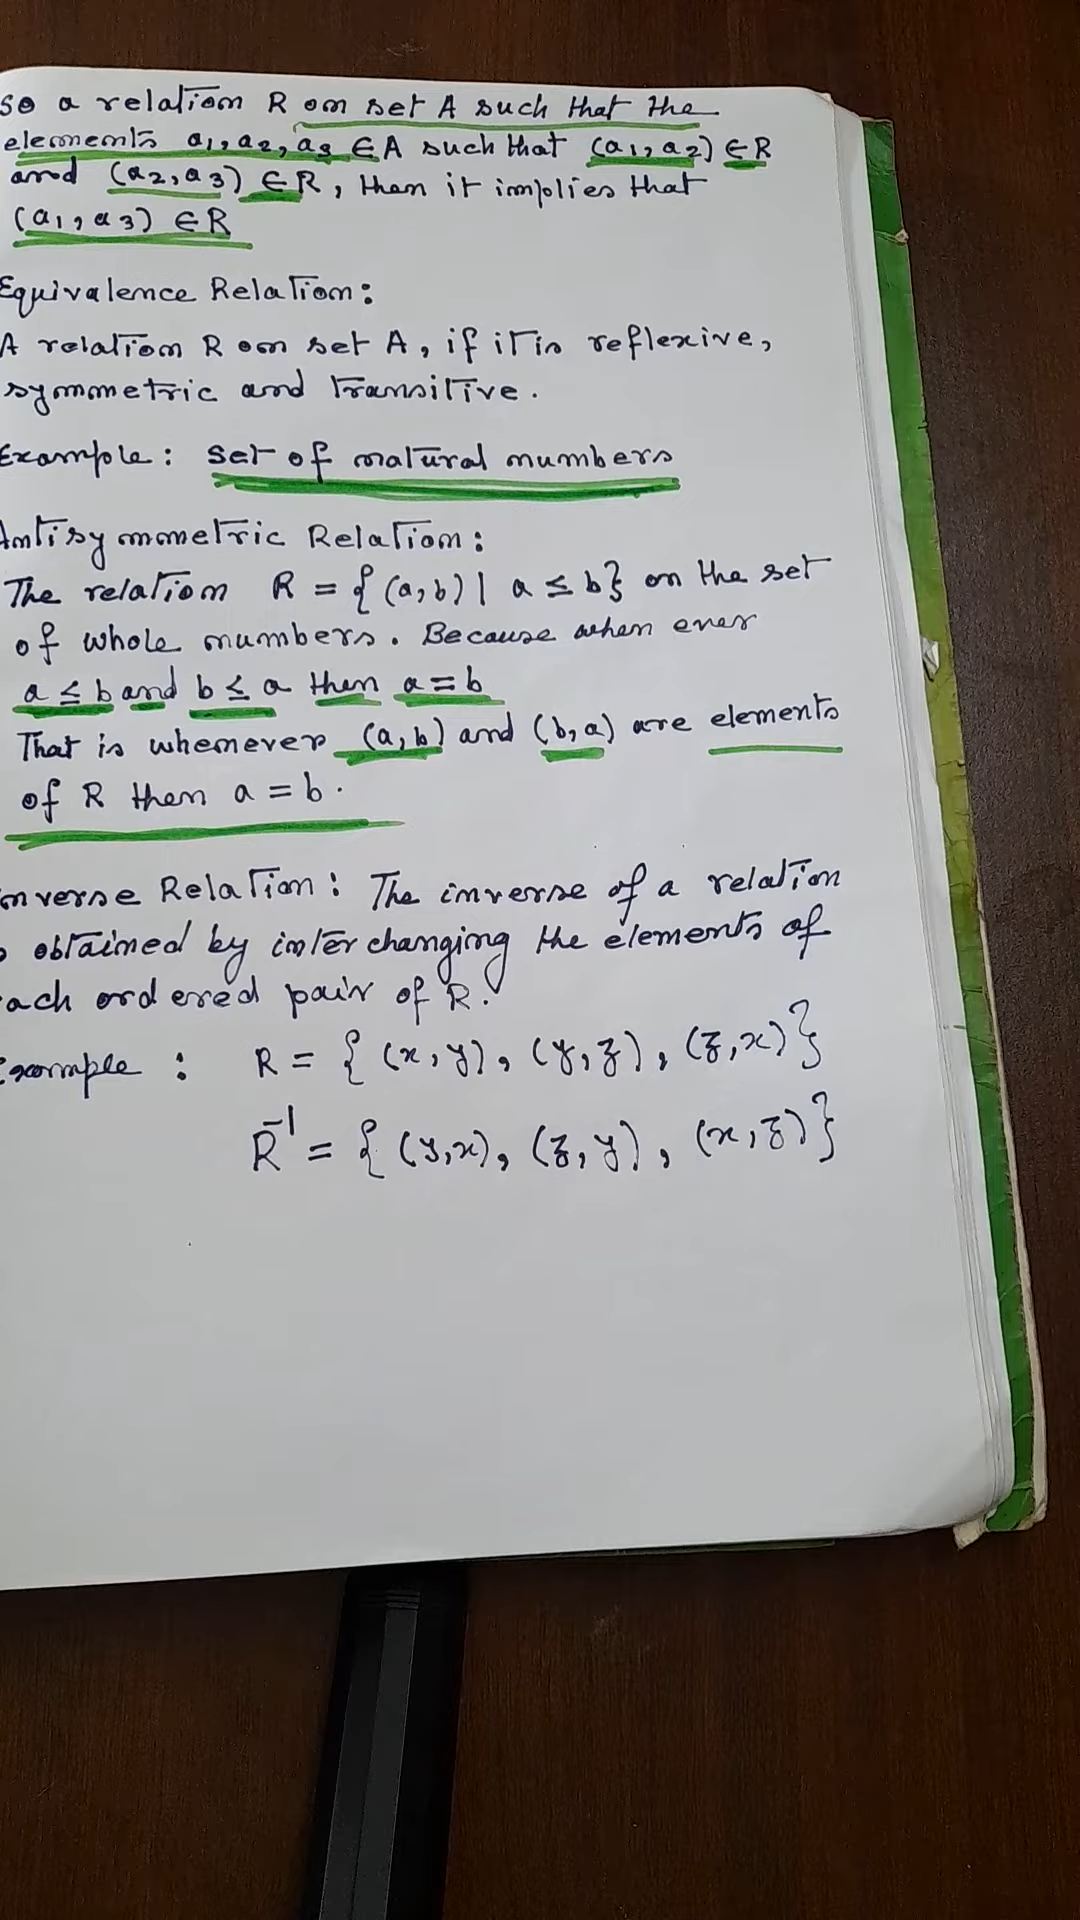 so a relation R on set A such that the
elements a1, a2, a3 ∈ A such that (a1, a2) ∈ R
and (a2, a3) ∈ R, then it implies that
(a1, a3) ∈ R
Equivalence Relation:
A relation R on set A, if it is reflexive,
symmetric and transitive.
Example: set of natural numbers
Antisymmetric Relation:
The relation R = {(a,b) | a ≤ b} on the set
of whole numbers. Because when ever
a ≤ b and b ≤ a then a = b
That is whenever (a,b) and (b,a) are elements
of R then a = b.
Inverse Relation: The inverse of a relation
is obtained by interchanging the elements of
each ordered pair of R.
Example : R = { (x,y), (y,z), (z,x)}
R⁻¹ = { (y,x), (z,y), (x,z)}